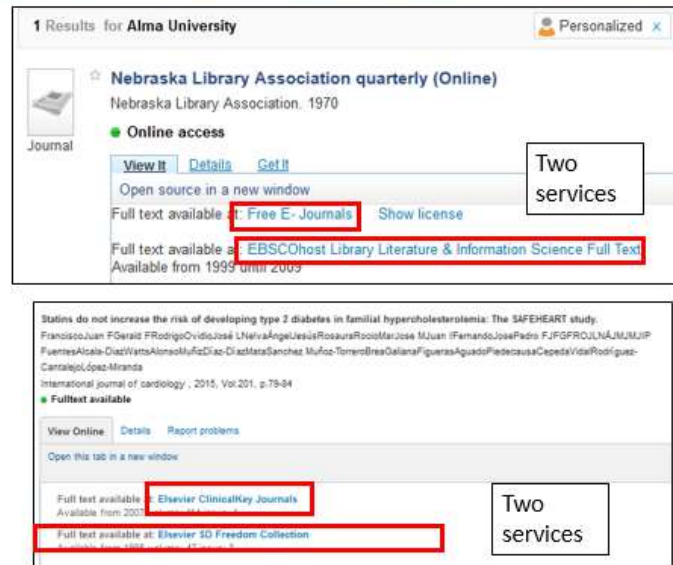 1 Results for Alma University
Personalized x
Nebraska Library Association quarterly (Online)
Nebraska Library Association. 1970
Online access
Journal
View It Details Get It
Two
services
Open source in a new window
Full text available at: Free E- Journals Show license
Full text available at: EBSCOhost Library Literature & Information Science Full Text
Available from 1999 until 2009
Statins do not increase the risk of developing type 2 diabetes in familial hypercholesterolemia: The SAFEHEART study.
International journal of cardiology , 2015, Vol.201, p.79-84
Fulltext available
View Online Details Report problems
Open this tab in a new window
Full text available at: Elsevier ClinicalKey Journals
Available from 2007
Two
services
Full text available at: Elsevier SD Freedom Collection